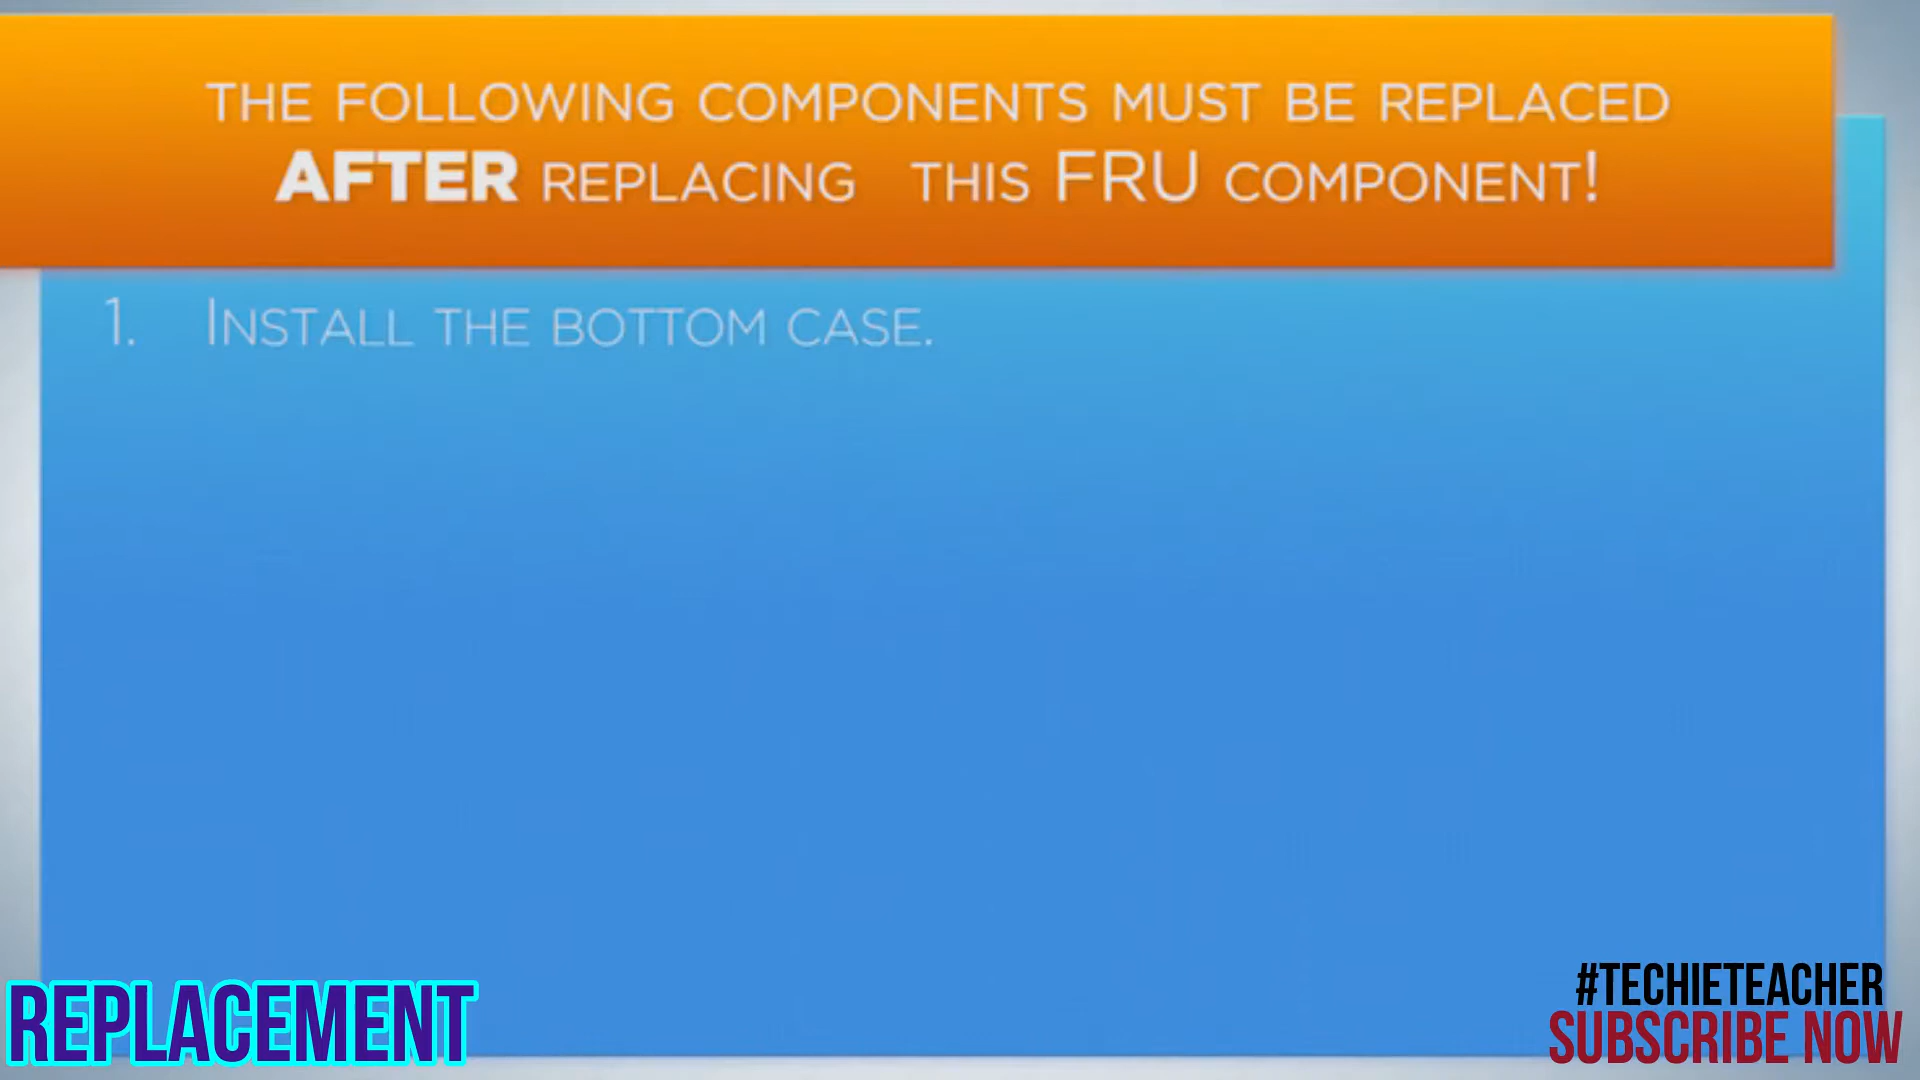 THE FOLLOWING COMPONENTS MUST BE REPLACED
AFTER REPLACING THIS FRU COMPONENT!
1. INSTALL THE BOTTOM CASE.
REPLACEMENT
#TECHIETEACHER
SUBSCRIBE NOW